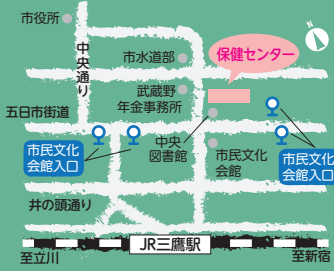 市役所
中央通り
市水道部
保健センター
N
武蔵野
年金事務所
五日市街道
市民文化
会館入口
中央
図書館
市民文化
会館
市民文化
会館入口
井の頭通り
JR三鷹駅
至立川
至新宿